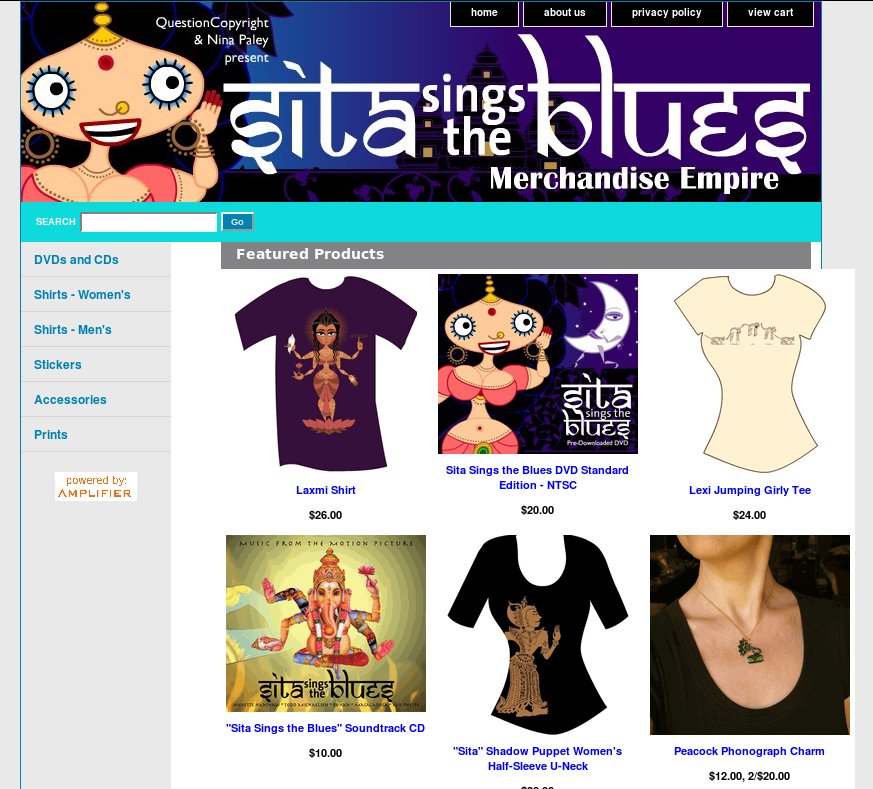 QuestionCopyright
& Nina Paley
present
home
about us
privacy policy
view cart
sita sings the blues
Merchandise Empire
SEARCH
Go
DVDs and CDs
Shirts - Women's
Shirts - Men's
Stickers
Accessories
Prints
powered by:
AMPLIFIER
Featured Products
Laxmi Shirt
$26.00
sita
sings the
blues
Pre-Downloaded DVD
Sita Sings the Blues DVD Standard
Edition - NTSC
$20.00
Lexi Jumping Girly Tee
$24.00
MUSIC FROM THE MOTION PICTURE
sita sings the blues
"Sita Sings the Blues" Soundtrack CD
$10.00
"Sita" Shadow Puppet Women's
Half-Sleeve U-Neck
Peacock Phonograph Charm
$12.00, 2/$20.00